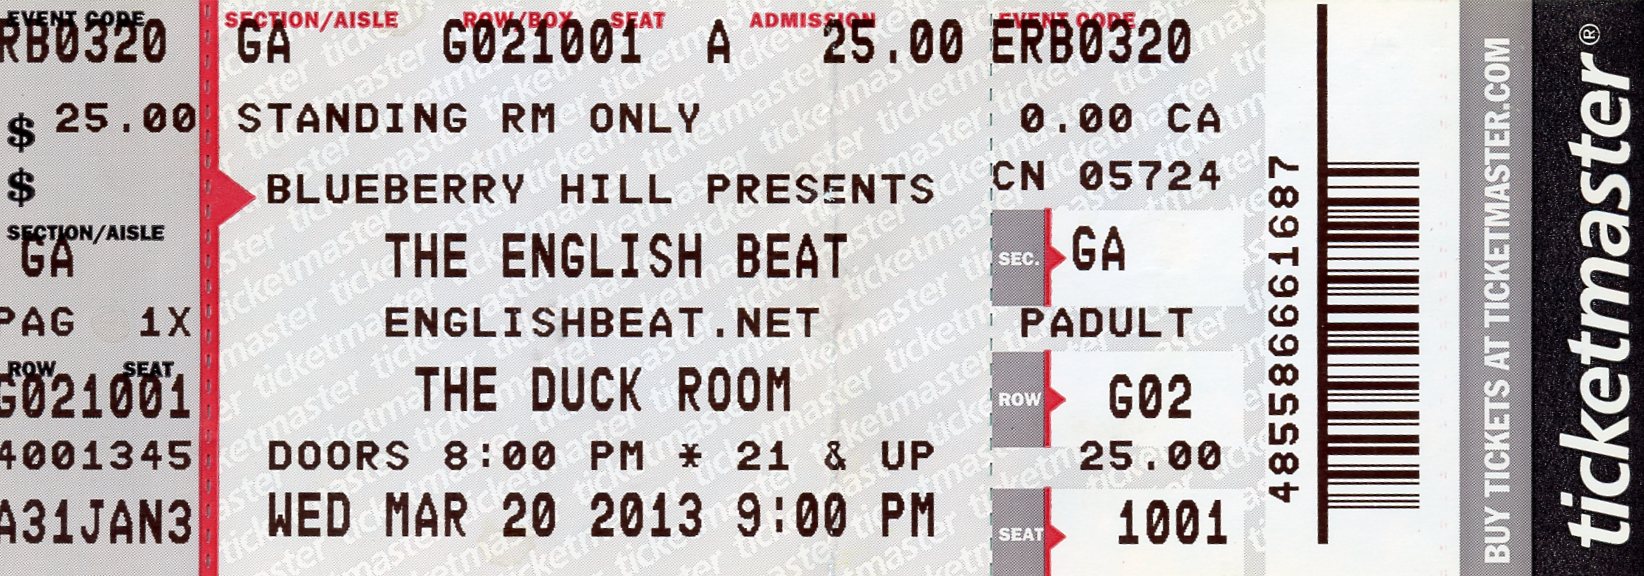 EVENT CODE
RB0320
$ 25.00
$
SECTION/AISLE
GA
PAG 1X
ROW SEAT
G021001
4001345
A31JAN3
SECTION/AISLE ROW/BOX SEAT ADMISSION
GA G021001 A 25.00
STANDING RM ONLY
BLUEBERRY HILL PRESENTS
THE ENGLISH BEAT
ENGLISHBEAT.NET
THE DUCK ROOM
DOORS 8:00 PM * 21 & UP
WED MAR 20 2013 9:00 PM
EVENT CODE
ERB0320
0.00 CA
CN 05724
SEC. GA
PADULT
ROW G02
25.00
SEAT 1001
485586661687
BUY TICKETS AT TICKETMASTER.COM
ticketmaster®